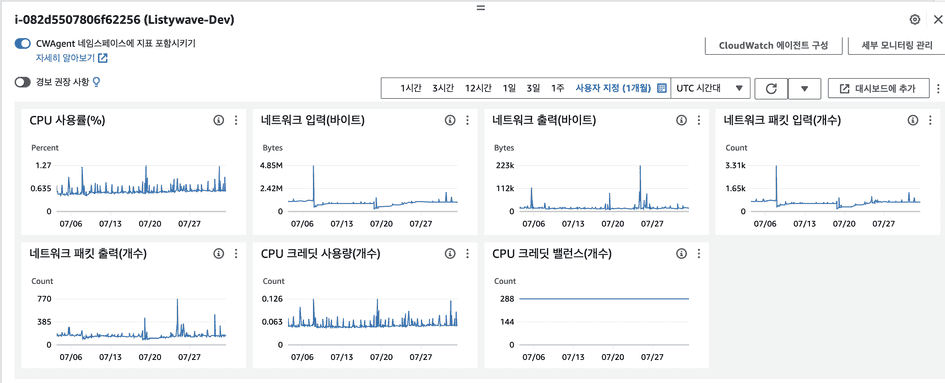 i-082d5507806f62256 (Listywave-Dev)
CWAgent 네임스페이스에 지표 포함시키기
자세히 알아보기
CloudWatch 에이전트 구성
세부 모니터링 관리
경보 권장 사항
1시간 3시간 12시간 1일 3일 1주 사용자 지정 (1개월) UTC 시간대
대시보드에 추가
CPU 사용률(%)
Percent
1.27
0.635
0
07/06 07/13 07/20 07/27
네트워크 입력(바이트)
Bytes
4.85M
2.42M
0
07/06 07/13 07/20 07/27
네트워크 출력(바이트)
Bytes
223k
112k
0
07/06 07/13 07/20 07/27
네트워크 패킷 입력(개수)
Count
3.31k
1.65k
0
07/06 07/13 07/20 07/27
네트워크 패킷 출력(개수)
Count
770
385
0
07/06 07/13 07/20 07/27
CPU 크레딧 사용량(개수)
Count
0.126
0.063
0
07/06 07/13 07/20 07/27
CPU 크레딧 밸런스(개수)
Count
288
144
0
07/06 07/13 07/20 07/27